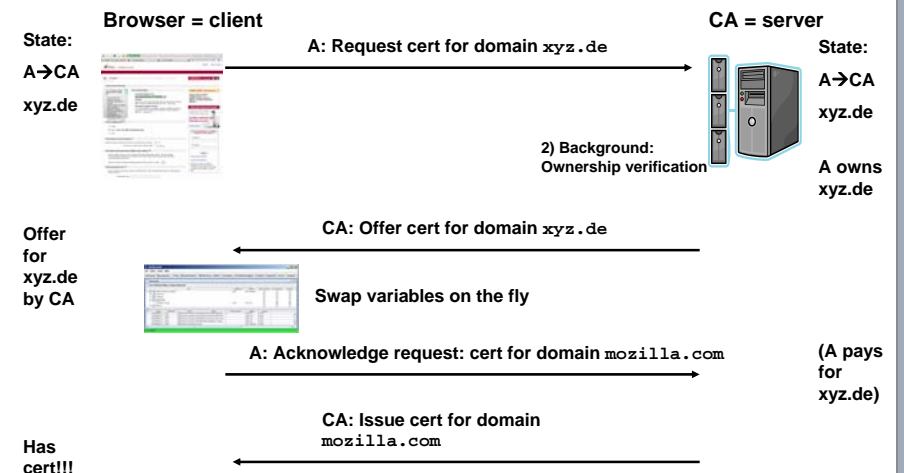 Browser = client
CA = server
State:
A→CA
xyz.de
A: Request cert for domain xyz.de
State:
A→CA
xyz.de
2) Background:
Ownership verification
A owns
xyz.de
CA: Offer cert for domain xyz.de
Offer
for
xyz.de
by CA
Swap variables on the fly
A: Acknowledge request: cert for domain mozilla.com
(A pays
for
xyz.de)
CA: Issue cert for domain
mozilla.com
Has
cert!!!